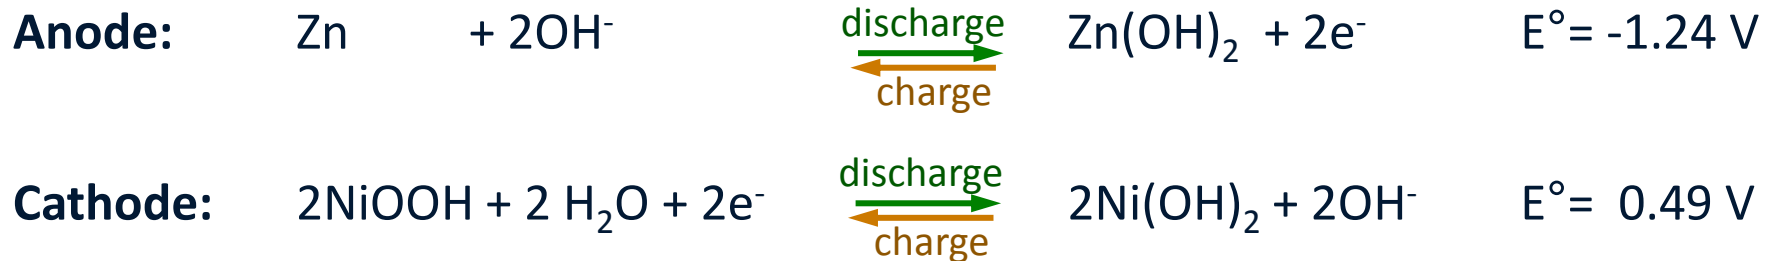 discharge
Anode: Zn + 2OH⁻ Zn(OH)₂ + 2e⁻ E°= -1.24 V
charge
discharge
Cathode: 2NiOOH + 2 H₂O + 2e⁻ 2Ni(OH)₂ + 2OH⁻ E°= 0.49 V
charge